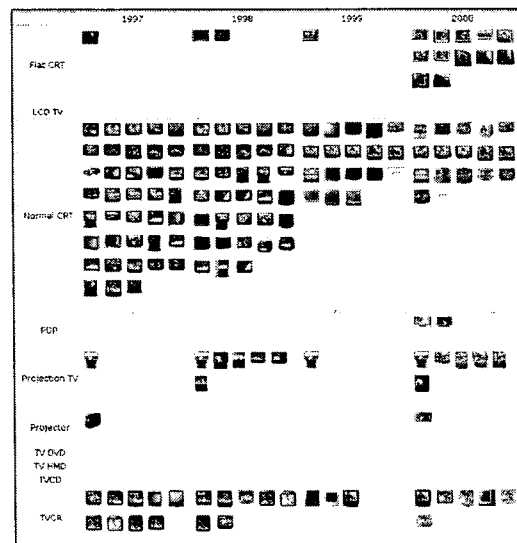 1997 1998 1999 2000
Flat CRT
LCD TV
Normal CRT
PDP
Projection TV
Projector
TV DVD
TV HMD
TVCD
TVCR